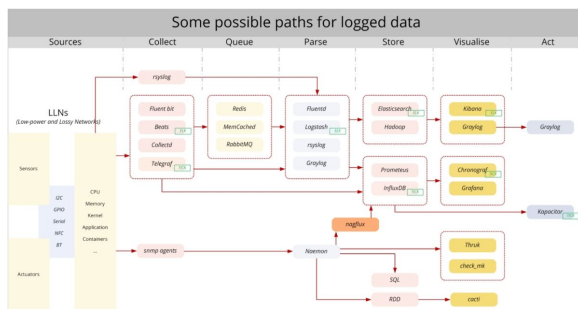 Some possible paths for logged data
Sources
Collect
Queue
Parse
Store
Visualise
Act
rsyslog
LLNs
(Low-power and Lossy Networks)
Sensors
Actuators
I2C
GPIO
Serial
NFC
BT
CPU
Memory
Kernel
Application
Containers
...
Fluent bit
Beats
Collectd
Telegraf
Redis
MemCached
RabbitMQ
Fluentd
Logstash
rsyslog
Graylog
Elasticsearch
Hadoop
Kibana
Graylog
Graylog
Prometheus
InfluxDB
Chronograf
Grafana
Kapacitor
nagflux
snmp agents
Naemon
Thruk
check_mk
SQL
RDD
cacti